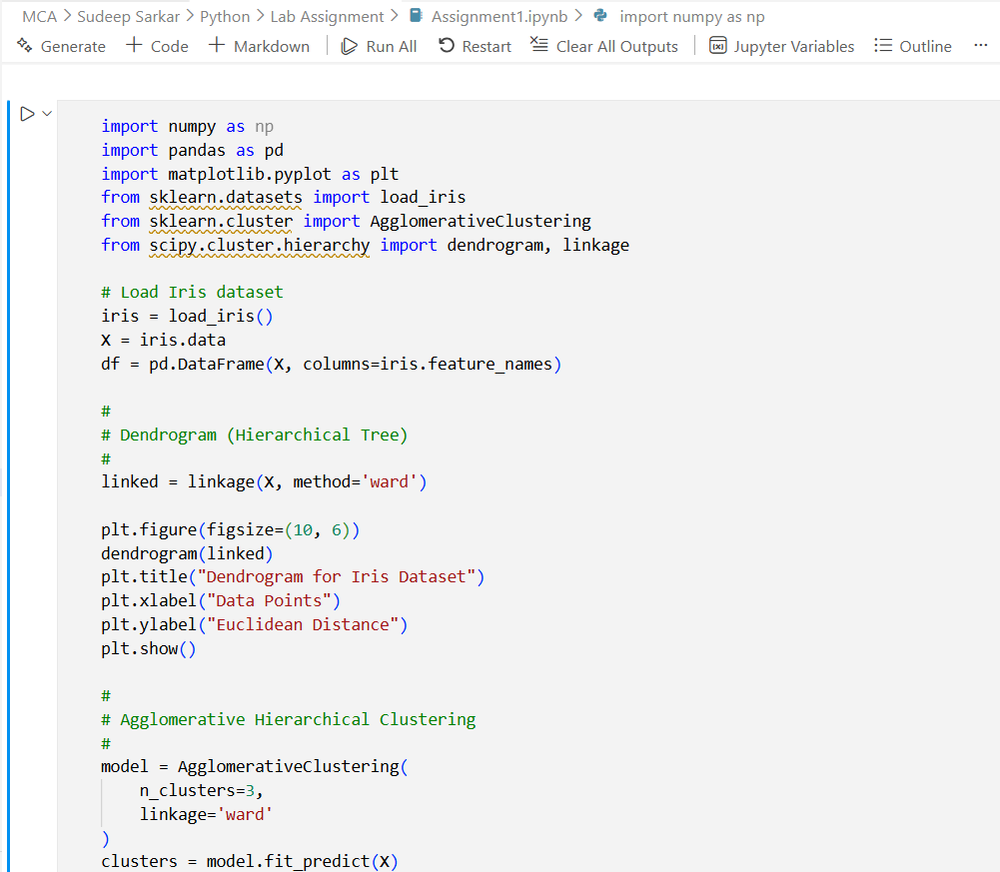 MCA > Sudeep Sarkar > Python > Lab Assignment > Assignment1.ipynb > import numpy as np
Generate + Code + Markdown | Run All Restart Clear All Outputs | Jupyter Variables Outline ...
import numpy as np
import pandas as pd
import matplotlib.pyplot as plt
from sklearn.datasets import load_iris
from sklearn.cluster import AgglomerativeClustering
from scipy.cluster.hierarchy import dendrogram, linkage
# Load Iris dataset
iris = load_iris()
X = iris.data
df = pd.DataFrame(X, columns=iris.feature_names)
#
# Dendrogram (Hierarchical Tree)
#
linked = linkage(X, method='ward')
plt.figure(figsize=(10, 6))
dendrogram(linked)
plt.title("Dendrogram for Iris Dataset")
plt.xlabel("Data Points")
plt.ylabel("Euclidean Distance")
plt.show()
#
# Agglomerative Hierarchical Clustering
#
model = AgglomerativeClustering(
    n_clusters=3,
    linkage='ward'
)
clusters = model.fit_predict(X)